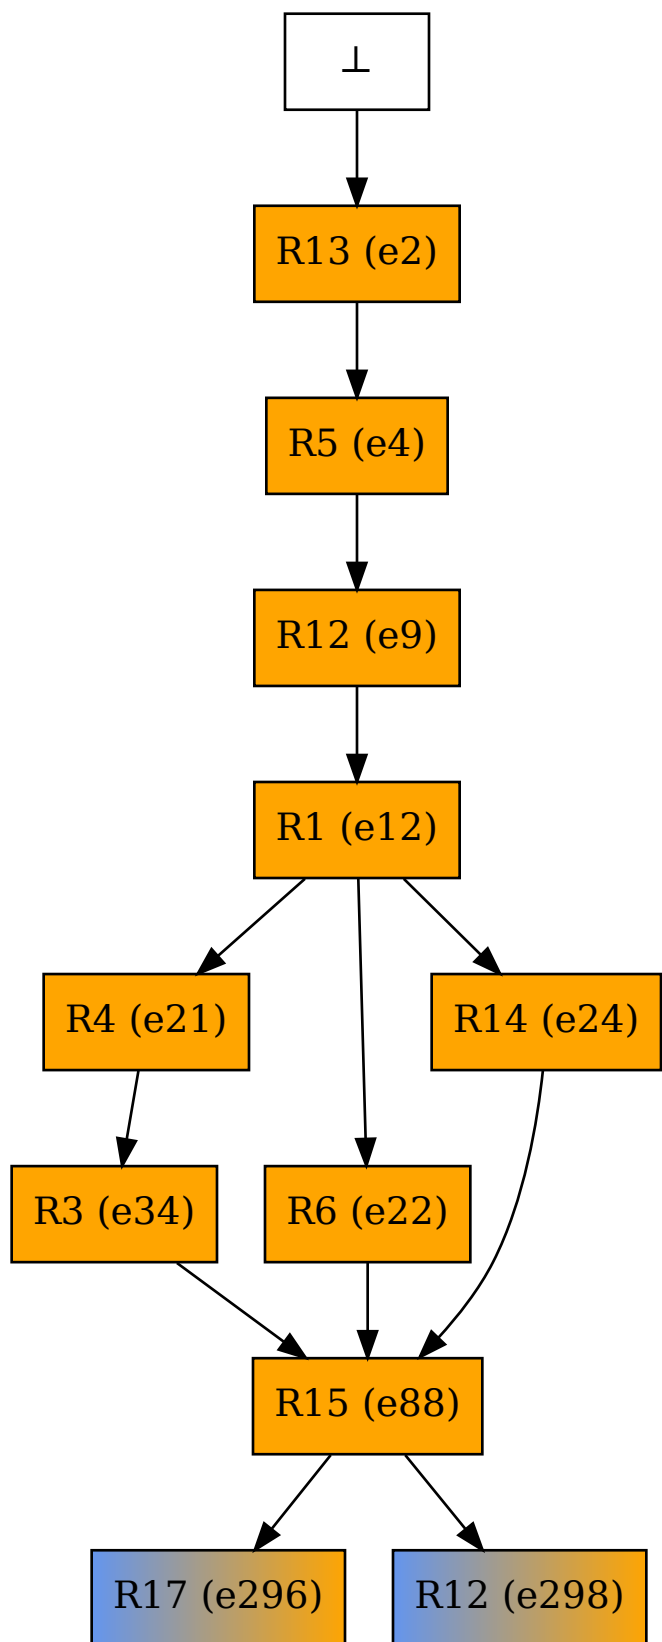 ⊥
R13 (e2)
R5 (e4)
R12 (e9)
R1 (e12)
R4 (e21)
R14 (e24)
R3 (e34)
R6 (e22)
R15 (e88)
R17 (e296)
R12 (e298)